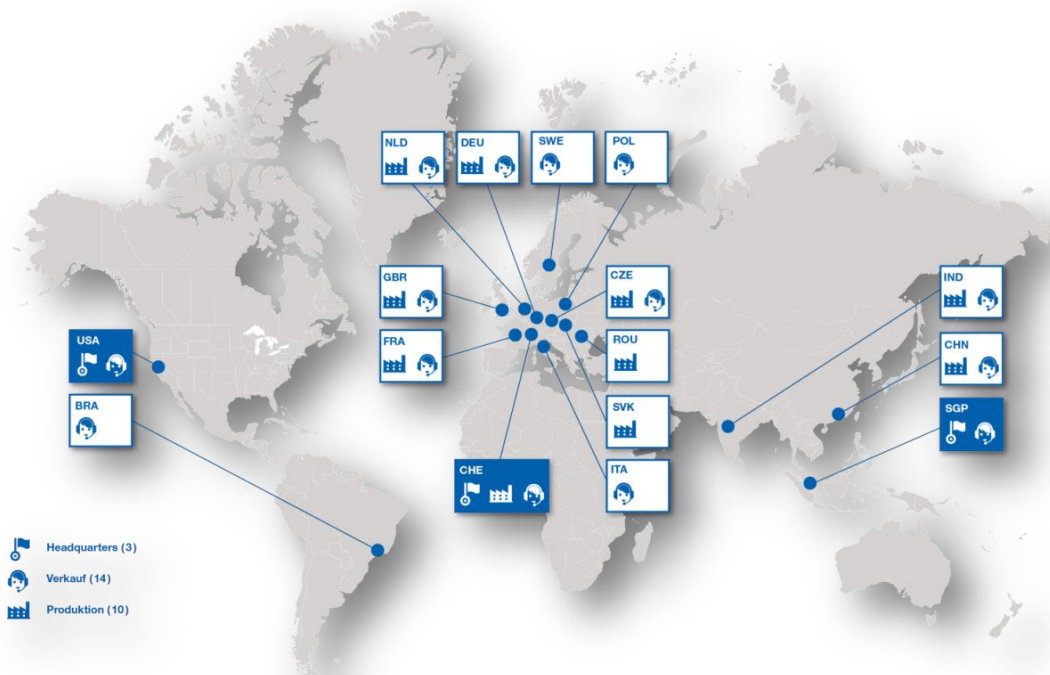 NLD
DEU
SWE
POL
GBR
CZE
IND
FRA
ROU
CHN
USA
BRA
SVK
SGP
CHE
ITA
Headquarters (3)
Verkauf (14)
Produktion (10)